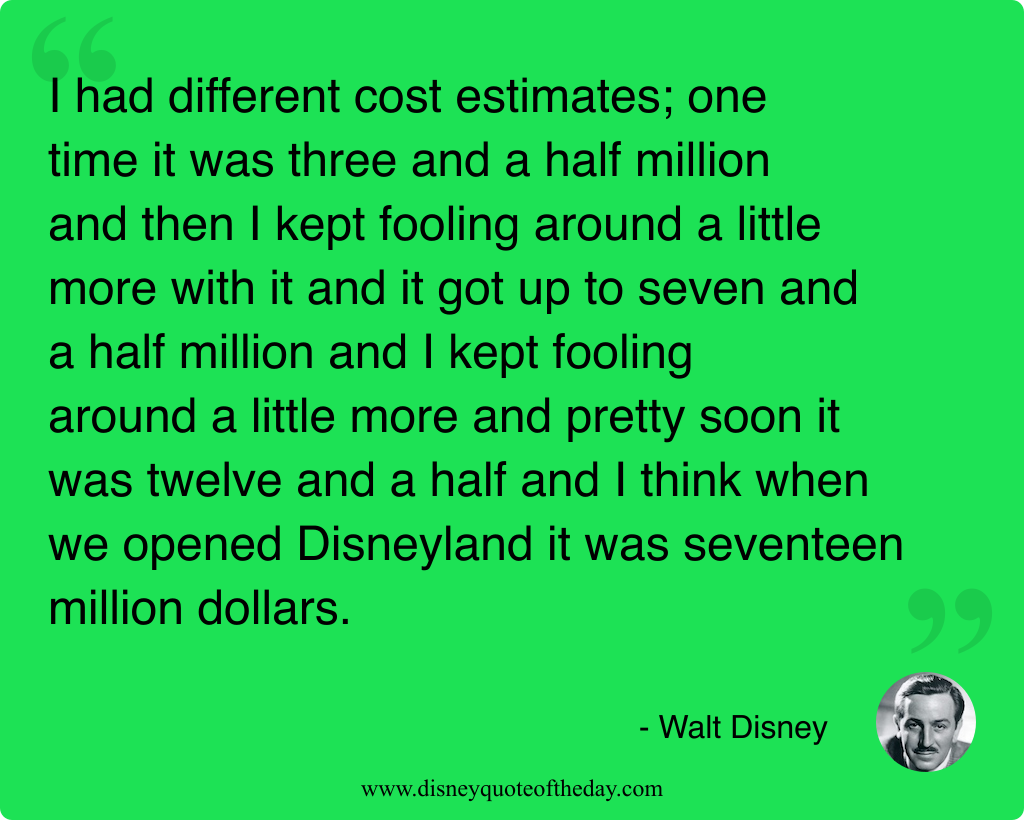 I had different cost estimates; one
time it was three and a half million
and then I kept fooling around a little
more with it and it got up to seven and
a half million and I kept fooling
around a little more and pretty soon it
was twelve and a half and I think when
we opened Disneyland it was seventeen
million dollars.
- Walt Disney
www.disneyquoteoftheday.com